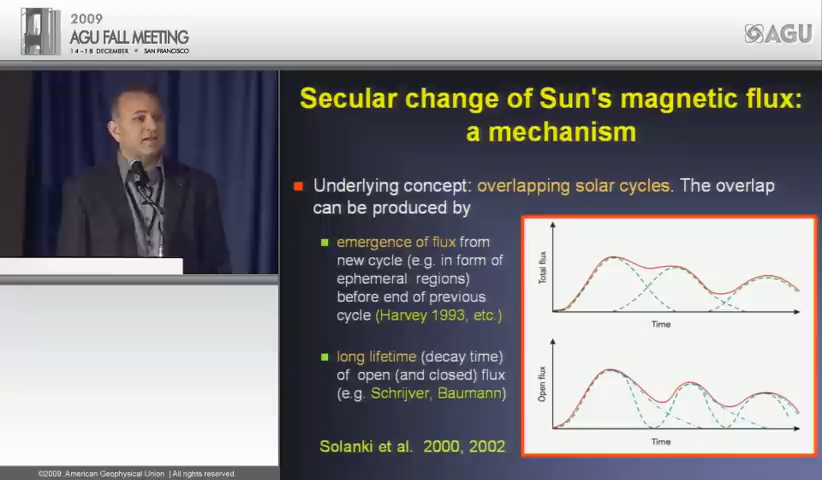 2009
AGU FALL MEETING
14-18 DECEMBER • SAN FRANCISCO
AGU
Secular change of Sun's magnetic flux:
a mechanism
Underlying concept: overlapping solar cycles. The overlap
can be produced by
emergence of flux from
new cycle (e.g. in form of
ephemeral regions)
before end of previous
cycle (Harvey 1993, etc.)
long lifetime (decay time)
of open (and closed) flux
(e.g. Schrijver, Baumann)
Solanki et al. 2000, 2002
Total flux
Time
Open flux
Time
©2009. American Geophysical Union. | All rights reserved.